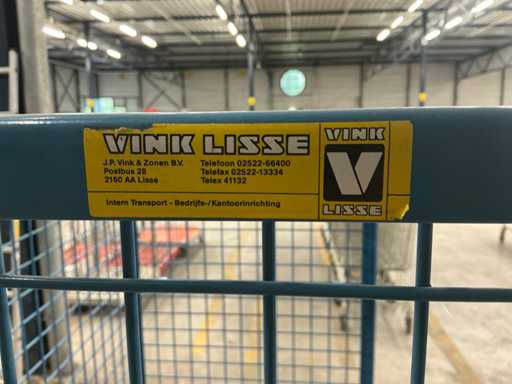 VINK LISSE
J.P. Vink & Zonen B.V.
Postbus 28
2160 AA Lisse
Telefoon 02522-66400
Telefax 02522-13334
Telex 41132
Intern Transport - Bedrijfs-/Kantoorinrichting
VINK
V
LISSE